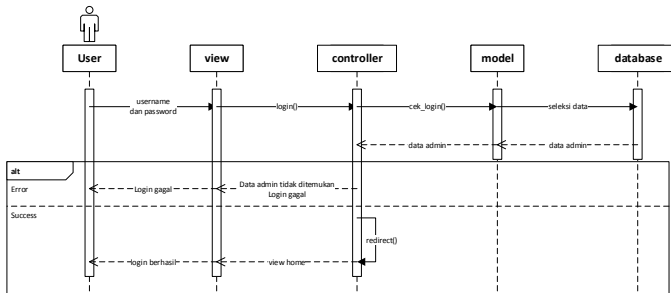 User
view
controller
model
database
username
dan password
login()
cek_login()
seleksi data
data admin
data admin
alt
Error
Login gagal
Data admin tidak ditemukan
Login gagal
Success
redirect()
login berhasil
view home